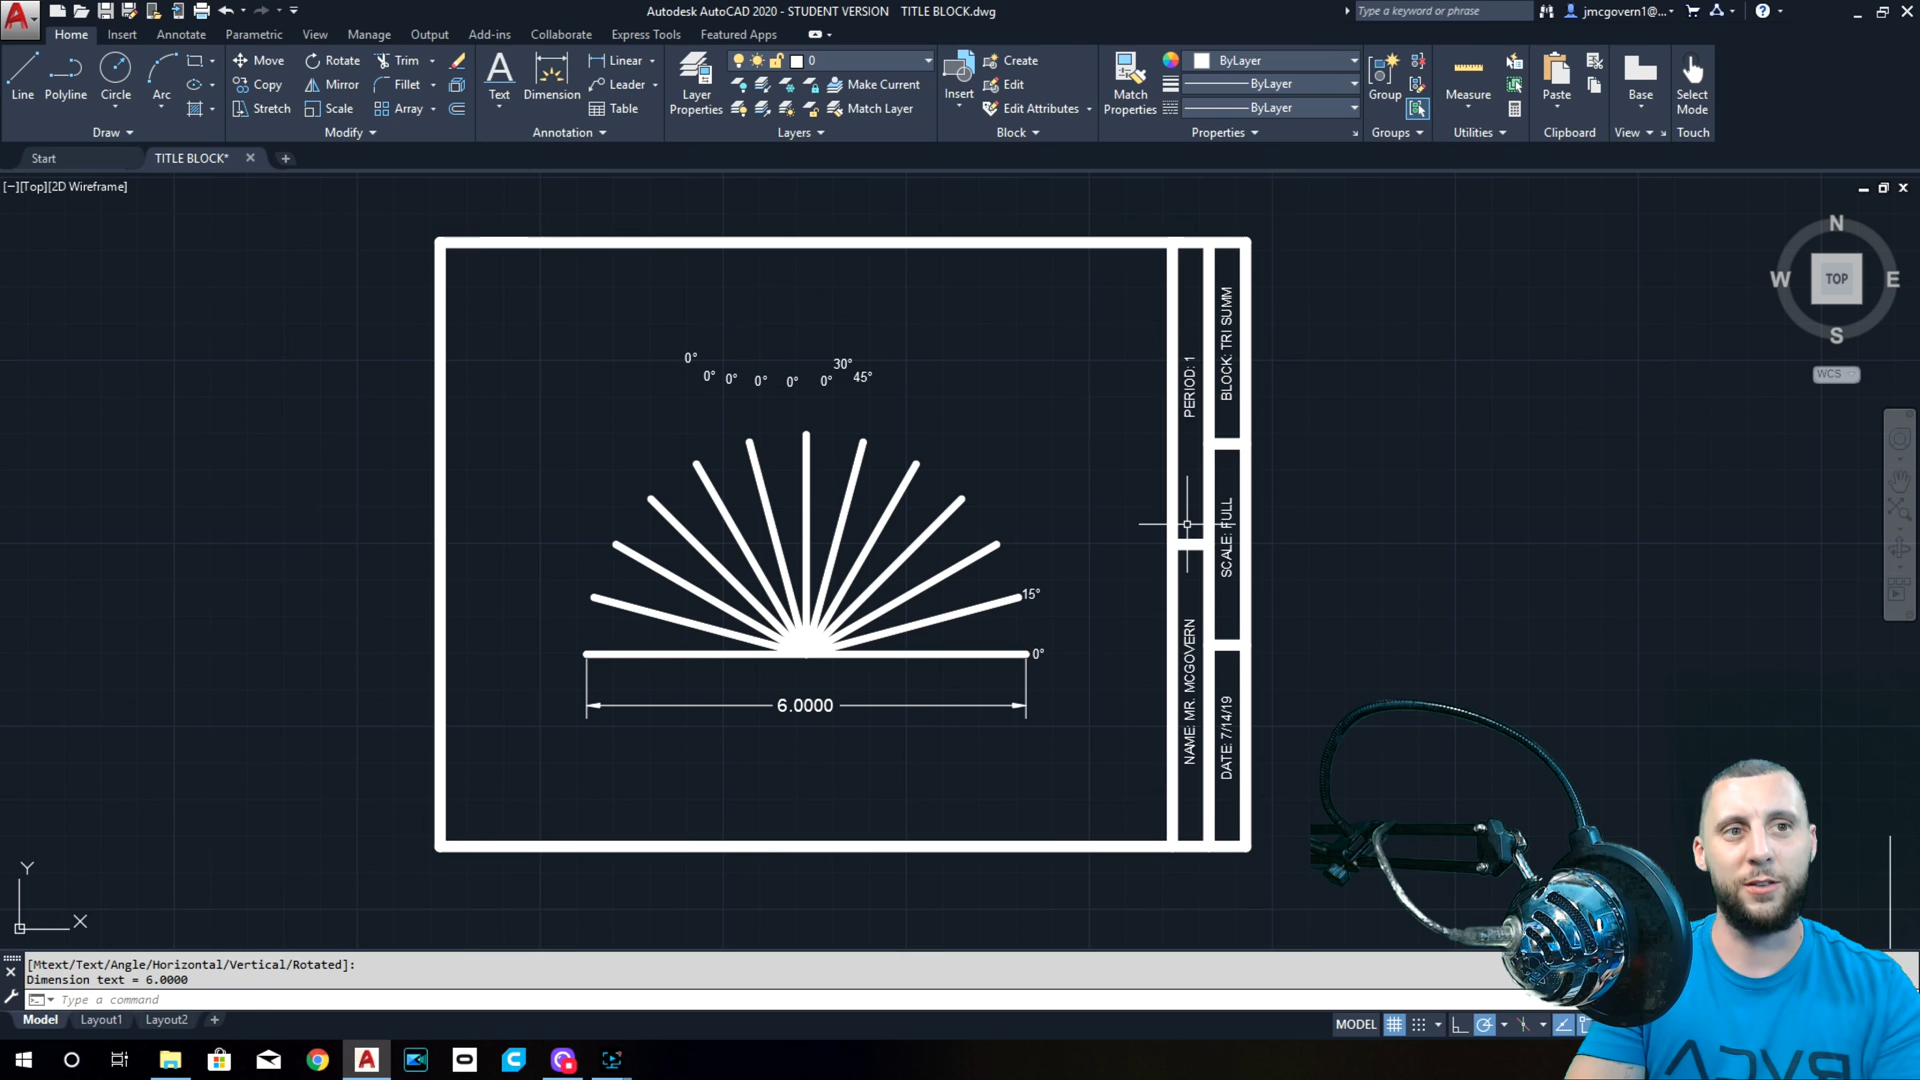 Autodesk AutoCAD 2020 - STUDENT VERSION TITLE BLOCK.dwg
Type a keyword or phrase
jmcgovern1@...
Home Insert Annotate Parametric View Manage Output Add-ins Collaborate Express Tools Featured Apps
Line Polyline Circle Arc
Move Rotate Trim
Copy Mirror Fillet
Stretch Scale Array
Text Dimension
Linear
Leader
Table
Layer Properties
0
Make Current
Match Layer
Insert
Create
Edit
Edit Attributes
Match Properties
ByLayer
ByLayer
ByLayer
Group
Measure
Paste
Base
Select Mode
Draw Modify Annotation Layers Block Properties Groups Utilities Clipboard View Touch
Start TITLE BLOCK*
[−][Top][2D Wireframe]
N
W TOP E
S
WCS
0° 30°
0° 0° 0° 0° 0° 45°
15°
0°
6.0000
PERIOD: 1
NAME: MR. MCGOVERN
BLOCK: TRI SUMM
SCALE: FULL
DATE: 7/14/19
Y
X
[Mtext/Text/Angle/Horizontal/Vertical/Rotated]:
Dimension text = 6.0000
Type a command
Model Layout1 Layout2
MODEL
RVCA